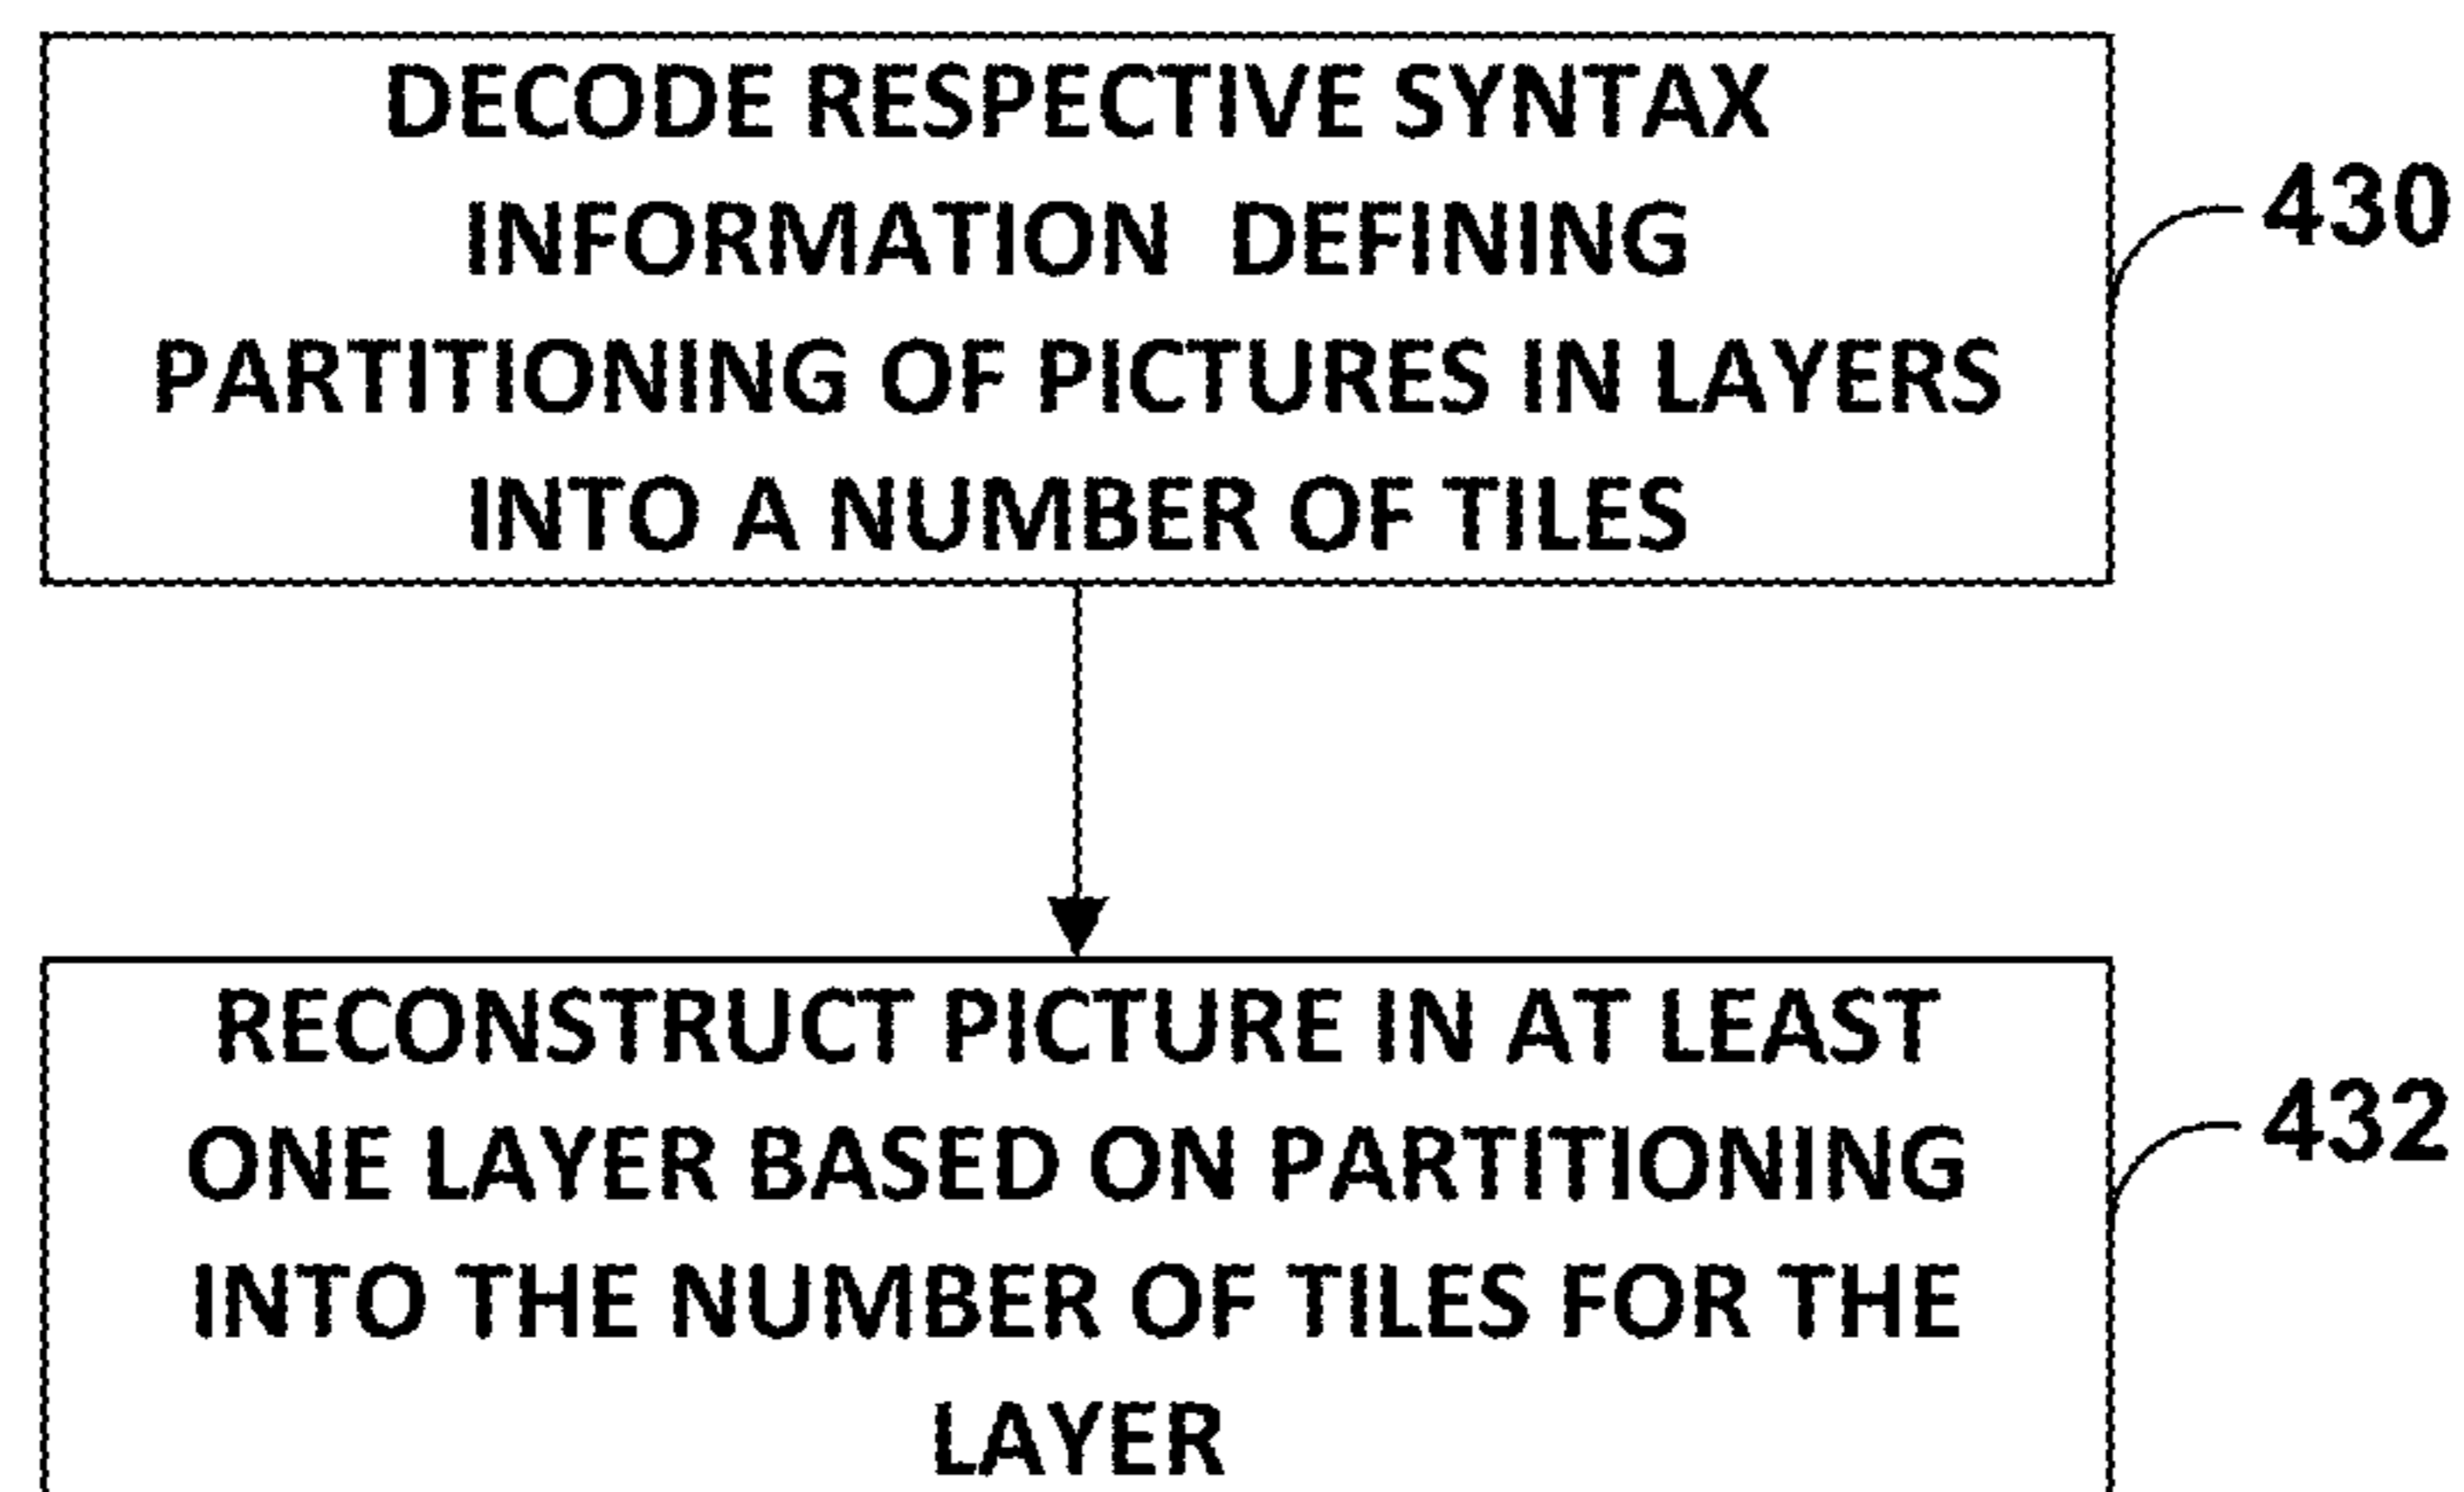 DECODE RESPECTIVE SYNTAX
INFORMATION DEFINING
PARTITIONING OF PICTURES IN LAYERS
INTO A NUMBER OF TILES
430
RECONSTRUCT PICTURE IN AT LEAST
ONE LAYER BASED ON PARTITIONING
INTO THE NUMBER OF TILES FOR THE
LAYER
432